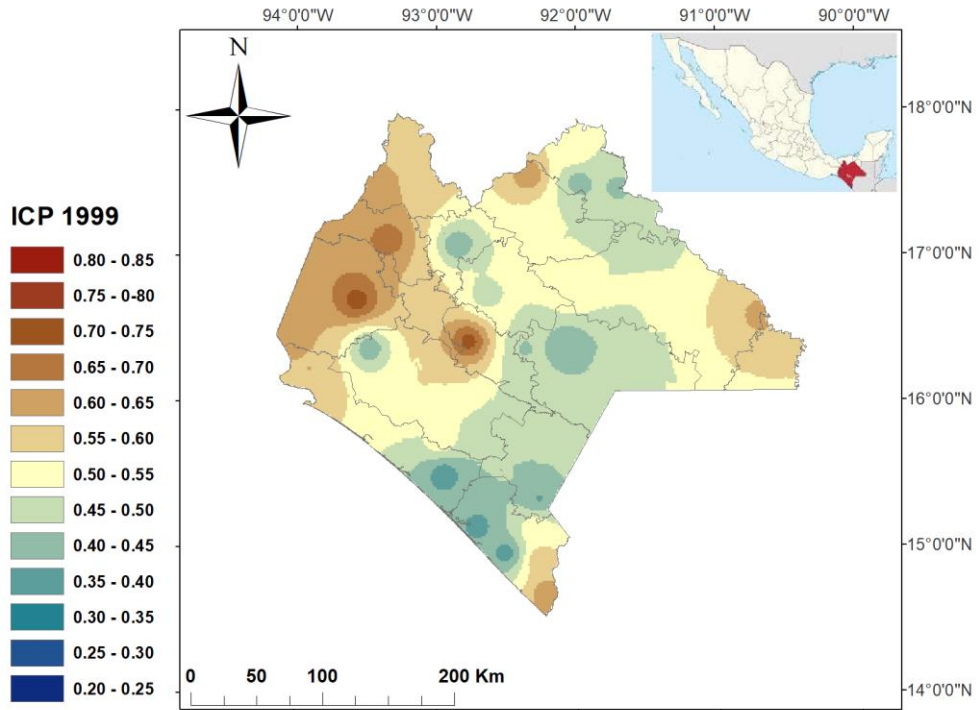 94°0'0"W 93°0'0"W 92°0'0"W 91°0'0"W 90°0'0"W
N
18°0'0"N
ICP 1999
0.80 - 0.85
0.75 - 0-80
0.70 - 0.75
0.65 - 0.70
0.60 - 0.65
0.55 - 0.60
0.50 - 0.55
0.45 - 0.50
0.40 - 0.45
0.35 - 0.40
0.30 - 0.35
0.25 - 0.30
0.20 - 0.25
17°0'0"N
16°0'0"N
15°0'0"N
0 50 100 200 Km
14°0'0"N